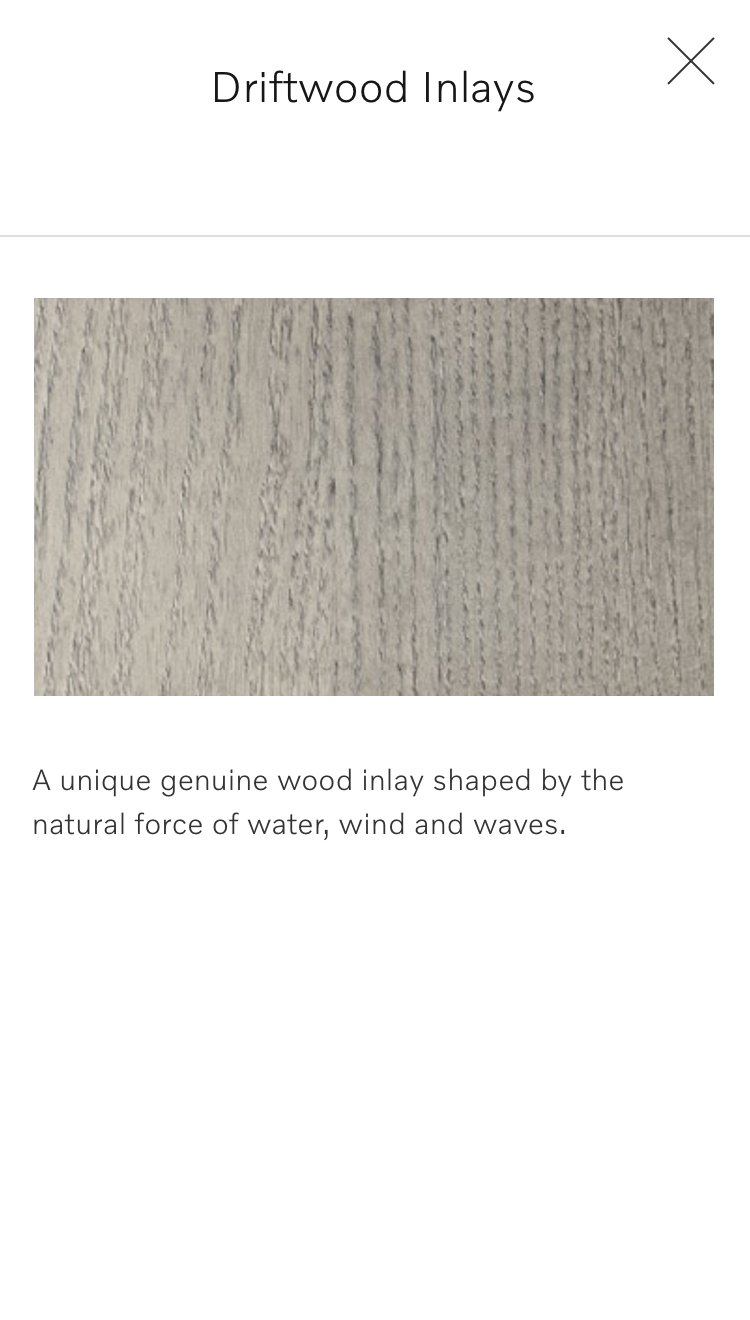 Driftwood Inlays
A unique genuine wood inlay shaped by the
natural force of water, wind and waves.